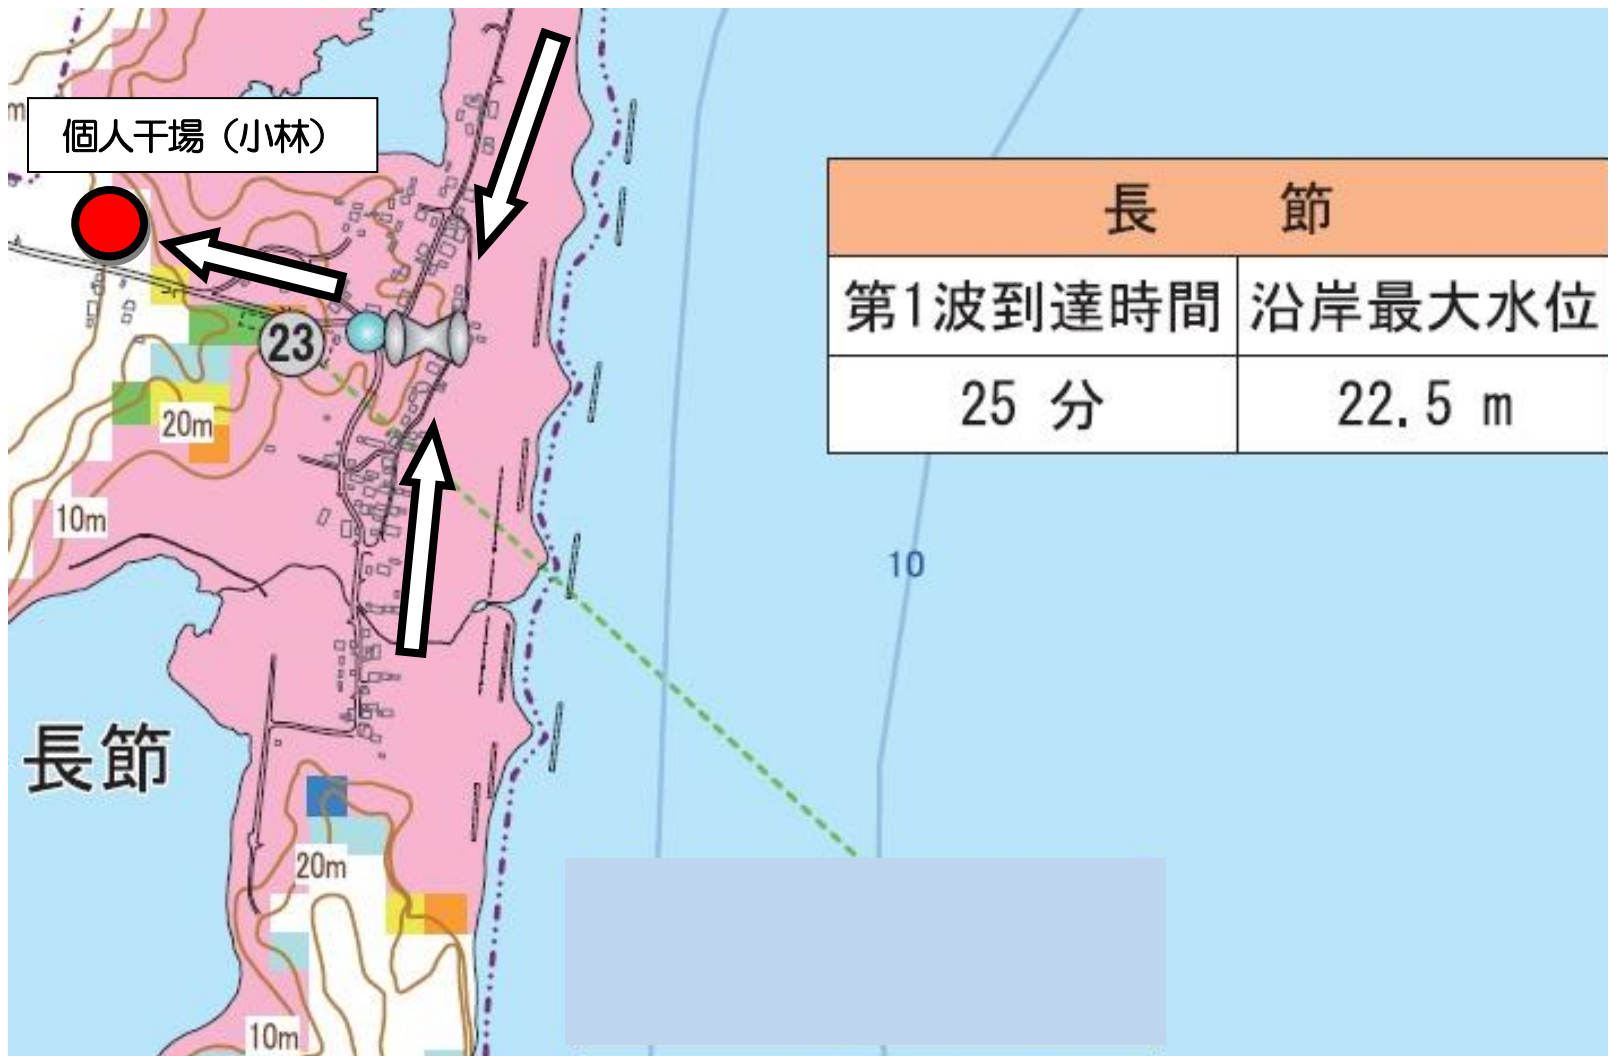 個人干場（小林）
長 節
第1波到達時間 沿岸最大水位
25 分 22.5 m
23
20m
10m
10
長節
20m
10m
m